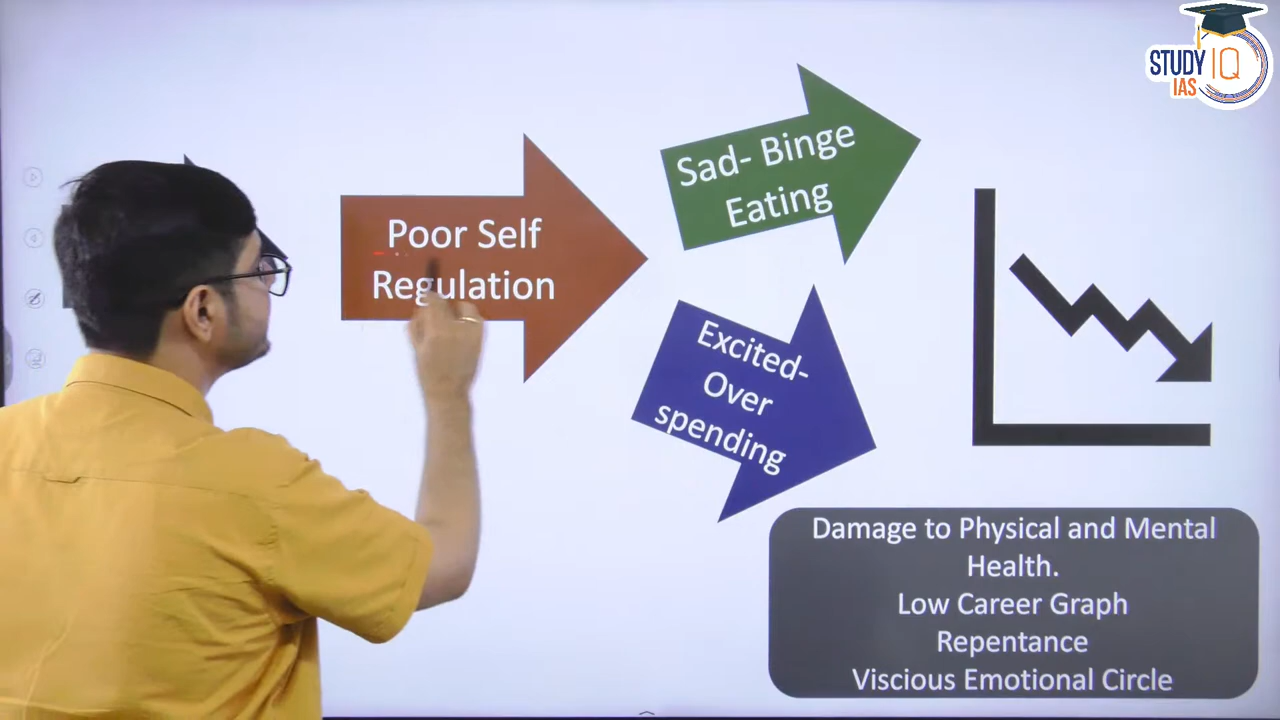 STUDY IQ
IAS
Poor Self
Regulation
Sad- Binge
Eating
Excited-
Over
spending
Damage to Physical and Mental
Health.
Low Career Graph
Repentance
Viscious Emotional Circle